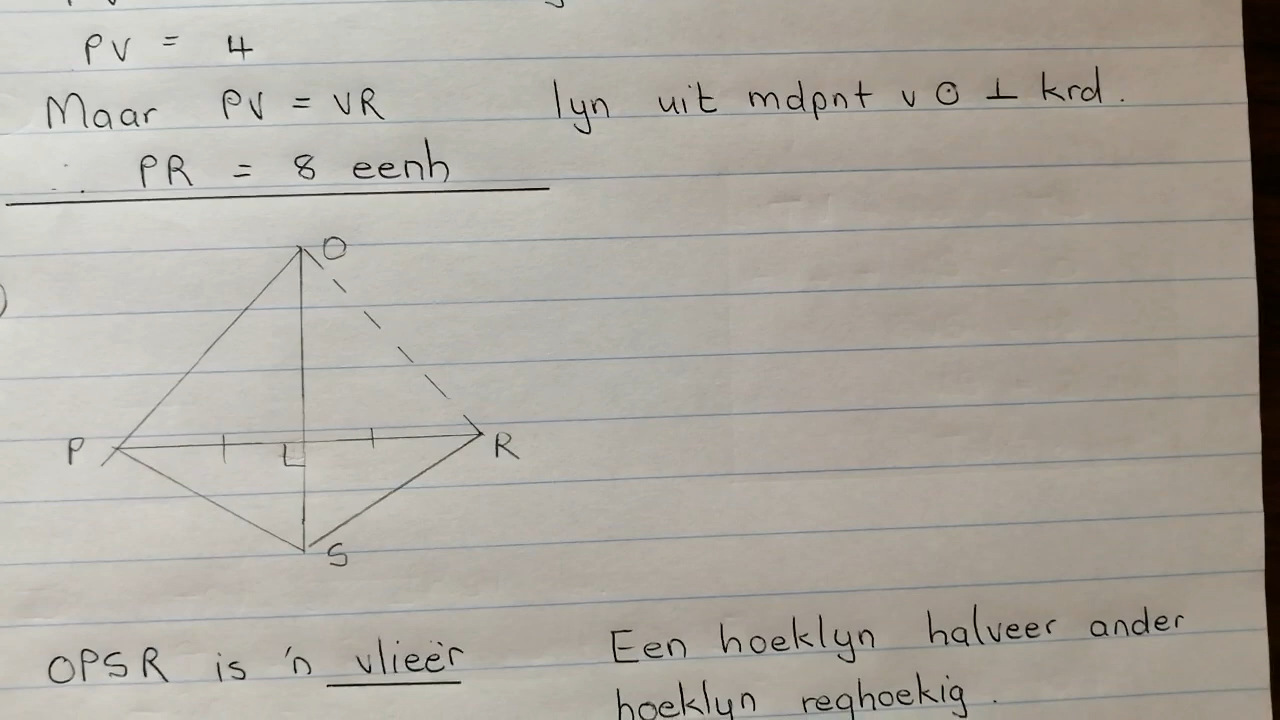 PV = 4
Maar PV = VR lyn uit mdpnt v ⊙ ⊥ krd.
∴ PR = 8 eenh
O
P
R
S
OPSR is 'n vlieër Een hoeklyn halveer ander
hoeklyn reghoekig.